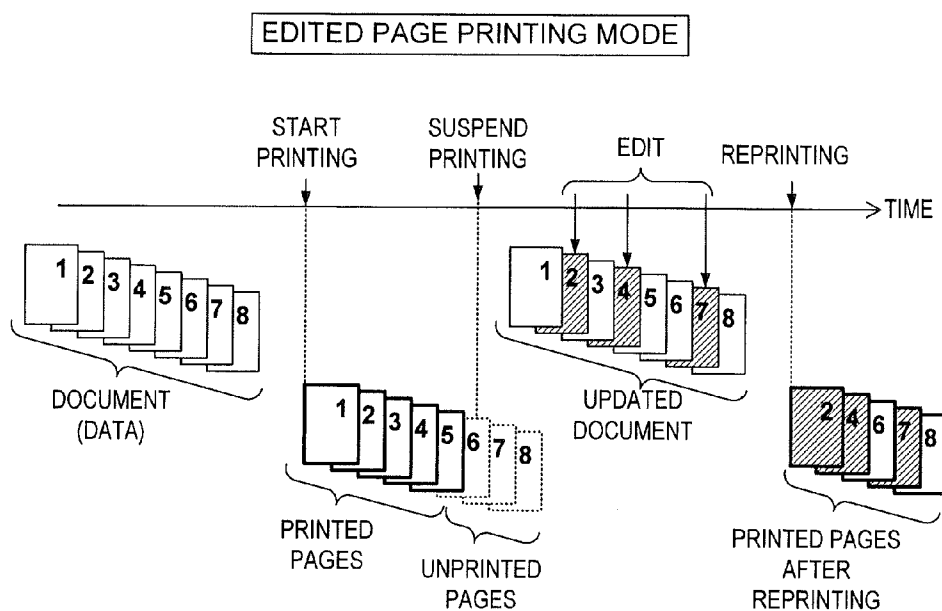 EDITED PAGE PRINTING MODE
START
PRINTING
SUSPEND
PRINTING
EDIT
REPRINTING
TIME
1 2 3 4 5 6 7 8
DOCUMENT
(DATA)
1 2 3 4 5 6 7 8
PRINTED
PAGES
UNPRINTED
PAGES
1 2 3 4 5 6 7 8
UPDATED
DOCUMENT
2 4 6 7 8
PRINTED PAGES
AFTER
REPRINTING